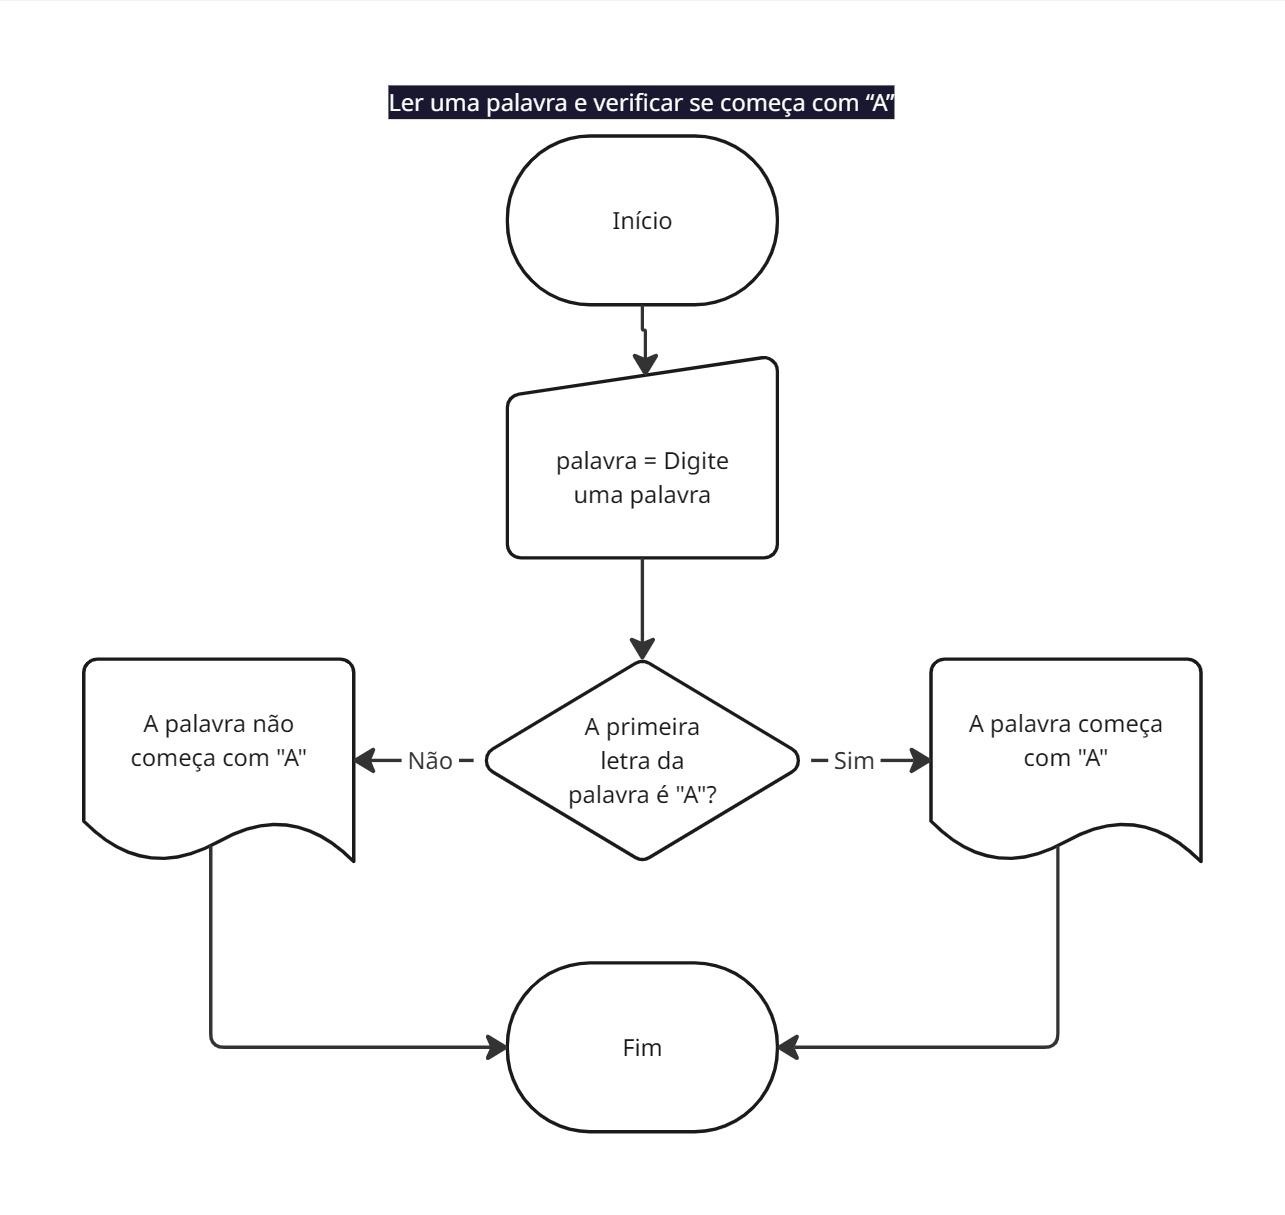 Ler uma palavra e verificar se começa com “A”
Início
palavra = Digite
uma palavra
A palavra não
começa com "A"
Não
A primeira
letra da
palavra é "A"?
Sim
A palavra começa
com "A"
Fim